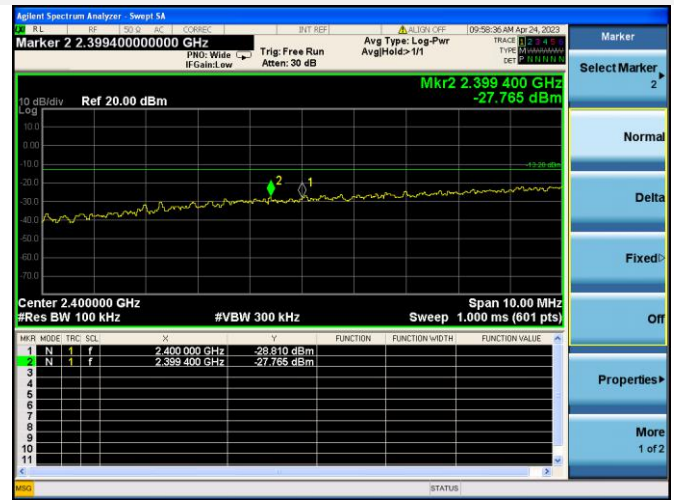 Agilent Spectrum Analyzer - Swept SA
RL RF 50 Ω AC CORREC INT REF ALIGN OFF 09:58:36 AM Apr 24, 2023
Marker 2 2.399400000000 GHz
PNO: Wide
IFGain:Low
Trig: Free Run
Atten: 30 dB
Avg Type: Log-Pwr
Avg|Hold>1/1
TRACE 1 2 3 4 5 6
TYPE
DET P N N N N N
Marker
Select Marker
2
Normal
Delta
Fixed
Off
Properties
More
1 of 2
Mkr2 2.399 400 GHz
-27.765 dBm
10 dB/div Ref 20.00 dBm
Log
10.0
0.00
-10.0
-13.20 dBm
-20.0
2
1
-30.0
-40.0
-60.0
-70.0
Center 2.400000 GHz Span 10.00 MHz
#Res BW 100 kHz #VBW 300 kHz Sweep 1.000 ms (601 pts)
MKR MODE TRC SCL X Y FUNCTION FUNCTION WIDTH FUNCTION VALUE
1 N 1 f 2.400 000 GHz -28.810 dBm
2 N 1 f 2.399 400 GHz -27.765 dBm
3
4
5
6
7
8
9
10
11
MSG STATUS